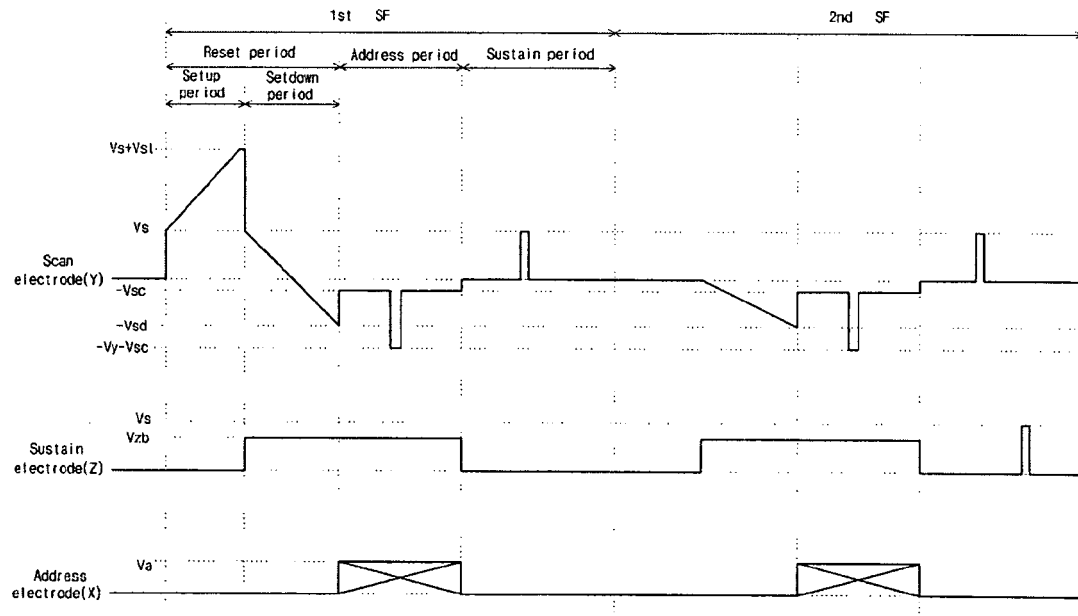 1st SF
2nd SF
Reset period
Address period
Sustain period
Setup period
Setdown period
Vs+Vst
Vs
Scan electrode(Y)
-Vsc
-Vsd
-Vy-Vsc
Vs
Vzb
Sustain electrode(Z)
Va
Address electrode(X)